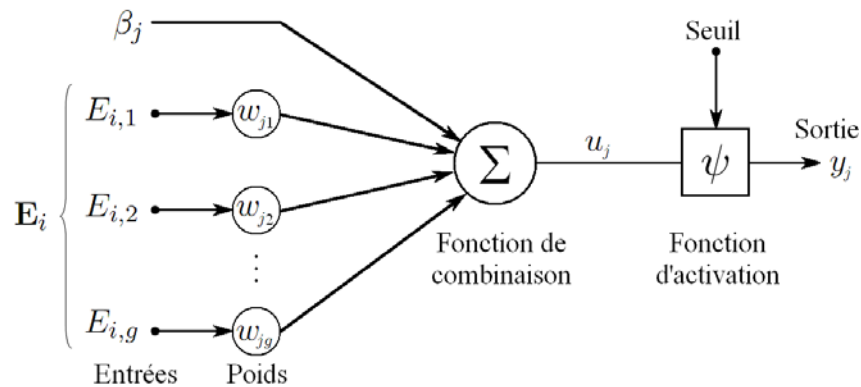 β_j
Seuil
E_{i,1}
w_{j1}
Sortie
Σ
u_j
ψ
y_j
E_i
E_{i,2}
w_{j2}
Fonction de
combinaison
Fonction
d'activation
⋮
E_{i,g}
w_{jg}
Entrées
Poids